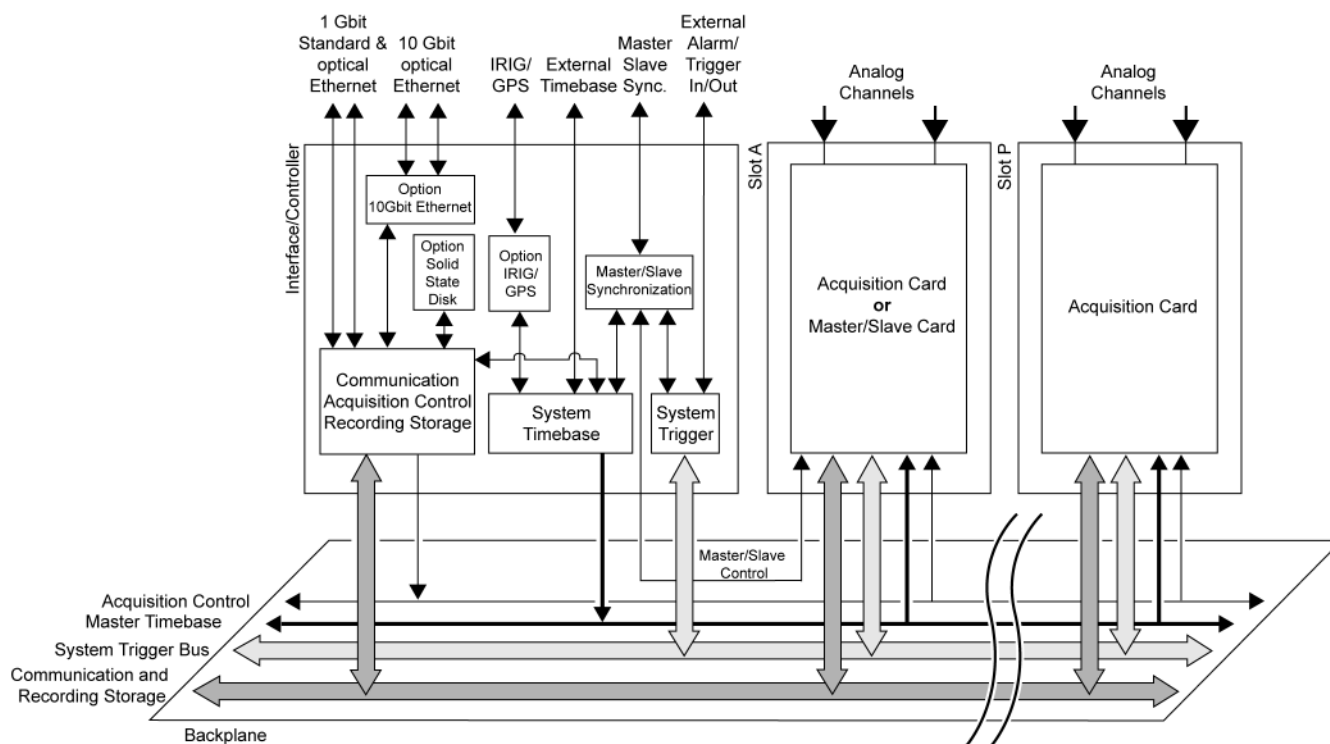 1 Gbit
Standard &
optical
Ethernet
10 Gbit
optical
Ethernet
IRIG/
GPS
External
Timebase
Master
Slave
Sync.
External
Alarm/
Trigger
In/Out
Analog
Channels
Analog
Channels
Interface/Controller
Option
10Gbit Ethernet
Option
Solid
State
Disk
Option
IRIG/
GPS
Master/Slave
Synchronization
Communication
Acquisition Control
Recording Storage
System
Timebase
System
Trigger
Slot A
Acquisition Card
or
Master/Slave Card
Slot P
Acquisition Card
Master/Slave
Control
Acquisition Control
Master Timebase
System Trigger Bus
Communication and
Recording Storage
Backplane